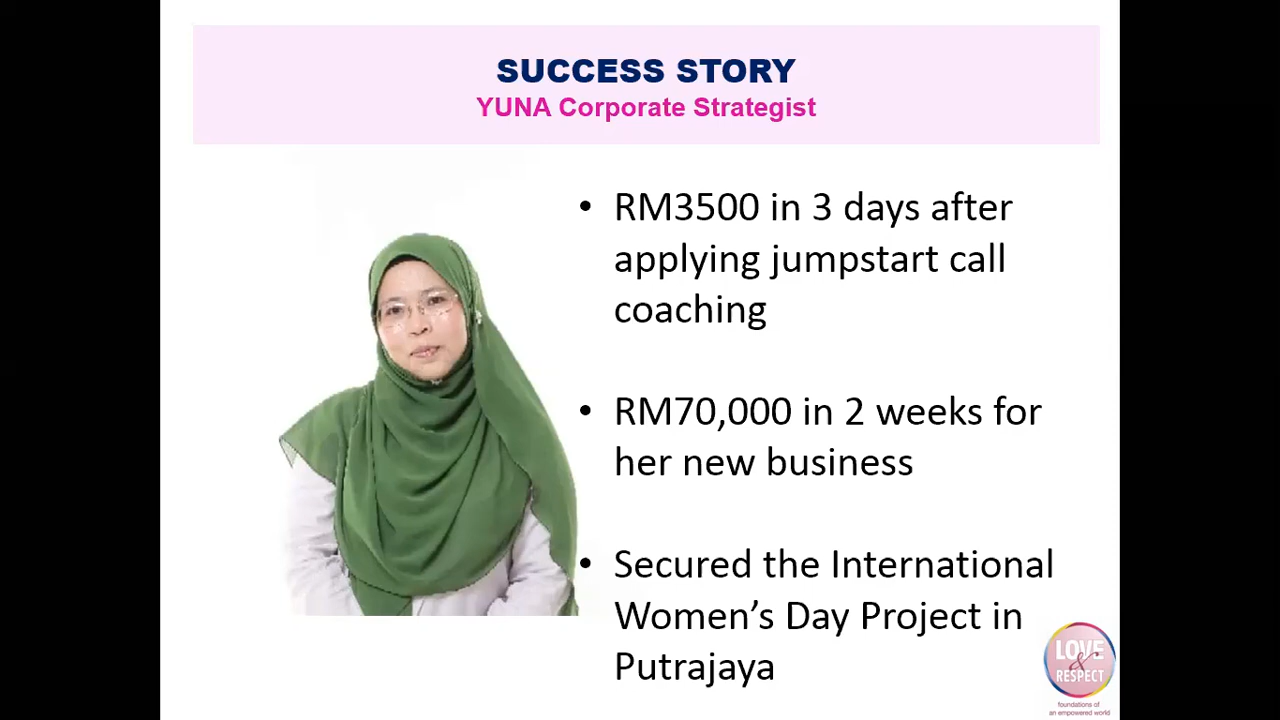 SUCCESS STORY
YUNA Corporate Strategist
• RM3500 in 3 days after
applying jumpstart call
coaching
• RM70,000 in 2 weeks for
her new business
• Secured the International
Women’s Day Project in
Putrajaya
LOVE
&
RESPECT
foundations of
an empowered world